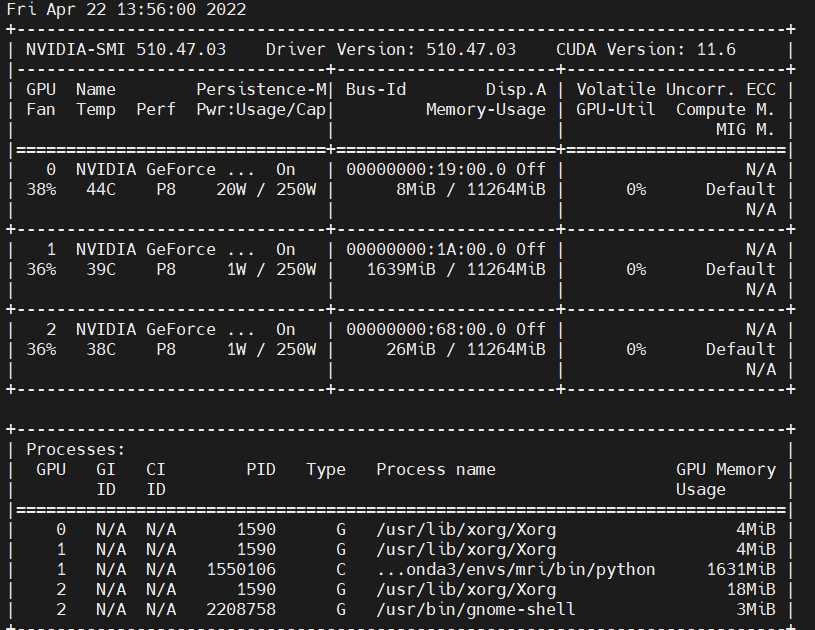 Fri Apr 22 13:56:00 2022
+-----------------------------------------------------------------------------+
| NVIDIA-SMI 510.47.03    Driver Version: 510.47.03    CUDA Version: 11.6     |
|-------------------------------+----------------------+----------------------+
| GPU  Name        Persistence-M| Bus-Id        Disp.A | Volatile Uncorr. ECC |
| Fan  Temp  Perf  Pwr:Usage/Cap|         Memory-Usage | GPU-Util  Compute M. |
|                               |                      |               MIG M. |
|===============================+======================+======================|
|   0  NVIDIA GeForce ...  On   | 00000000:19:00.0 Off |                  N/A |
| 38%   44C    P8    20W / 250W |      8MiB / 11264MiB |      0%      Default |
|                               |                      |                  N/A |
+-------------------------------+----------------------+----------------------+
|   1  NVIDIA GeForce ...  On   | 00000000:1A:00.0 Off |                  N/A |
| 36%   39C    P8     1W / 250W |   1639MiB / 11264MiB |      0%      Default |
|                               |                      |                  N/A |
+-------------------------------+----------------------+----------------------+
|   2  NVIDIA GeForce ...  On   | 00000000:68:00.0 Off |                  N/A |
| 36%   38C    P8     1W / 250W |     26MiB / 11264MiB |      0%      Default |
|                               |                      |                  N/A |
+-------------------------------+----------------------+----------------------+

+-----------------------------------------------------------------------------+
| Processes:                                                                  |
|  GPU   GI   CI        PID   Type   Process name                  GPU Memory |
|        ID   ID                                                   Usage      |
|=============================================================================|
|    0   N/A  N/A      1590      G   /usr/lib/xorg/Xorg                  4MiB |
|    1   N/A  N/A      1590      G   /usr/lib/xorg/Xorg                  4MiB |
|    1   N/A  N/A   1550106      C   ...onda3/envs/mri/bin/python     1631MiB |
|    2   N/A  N/A      1590      G   /usr/lib/xorg/Xorg                 18MiB |
|    2   N/A  N/A   2208758      G   /usr/bin/gnome-shell                3MiB |
+-----------------------------------------------------------------------------+